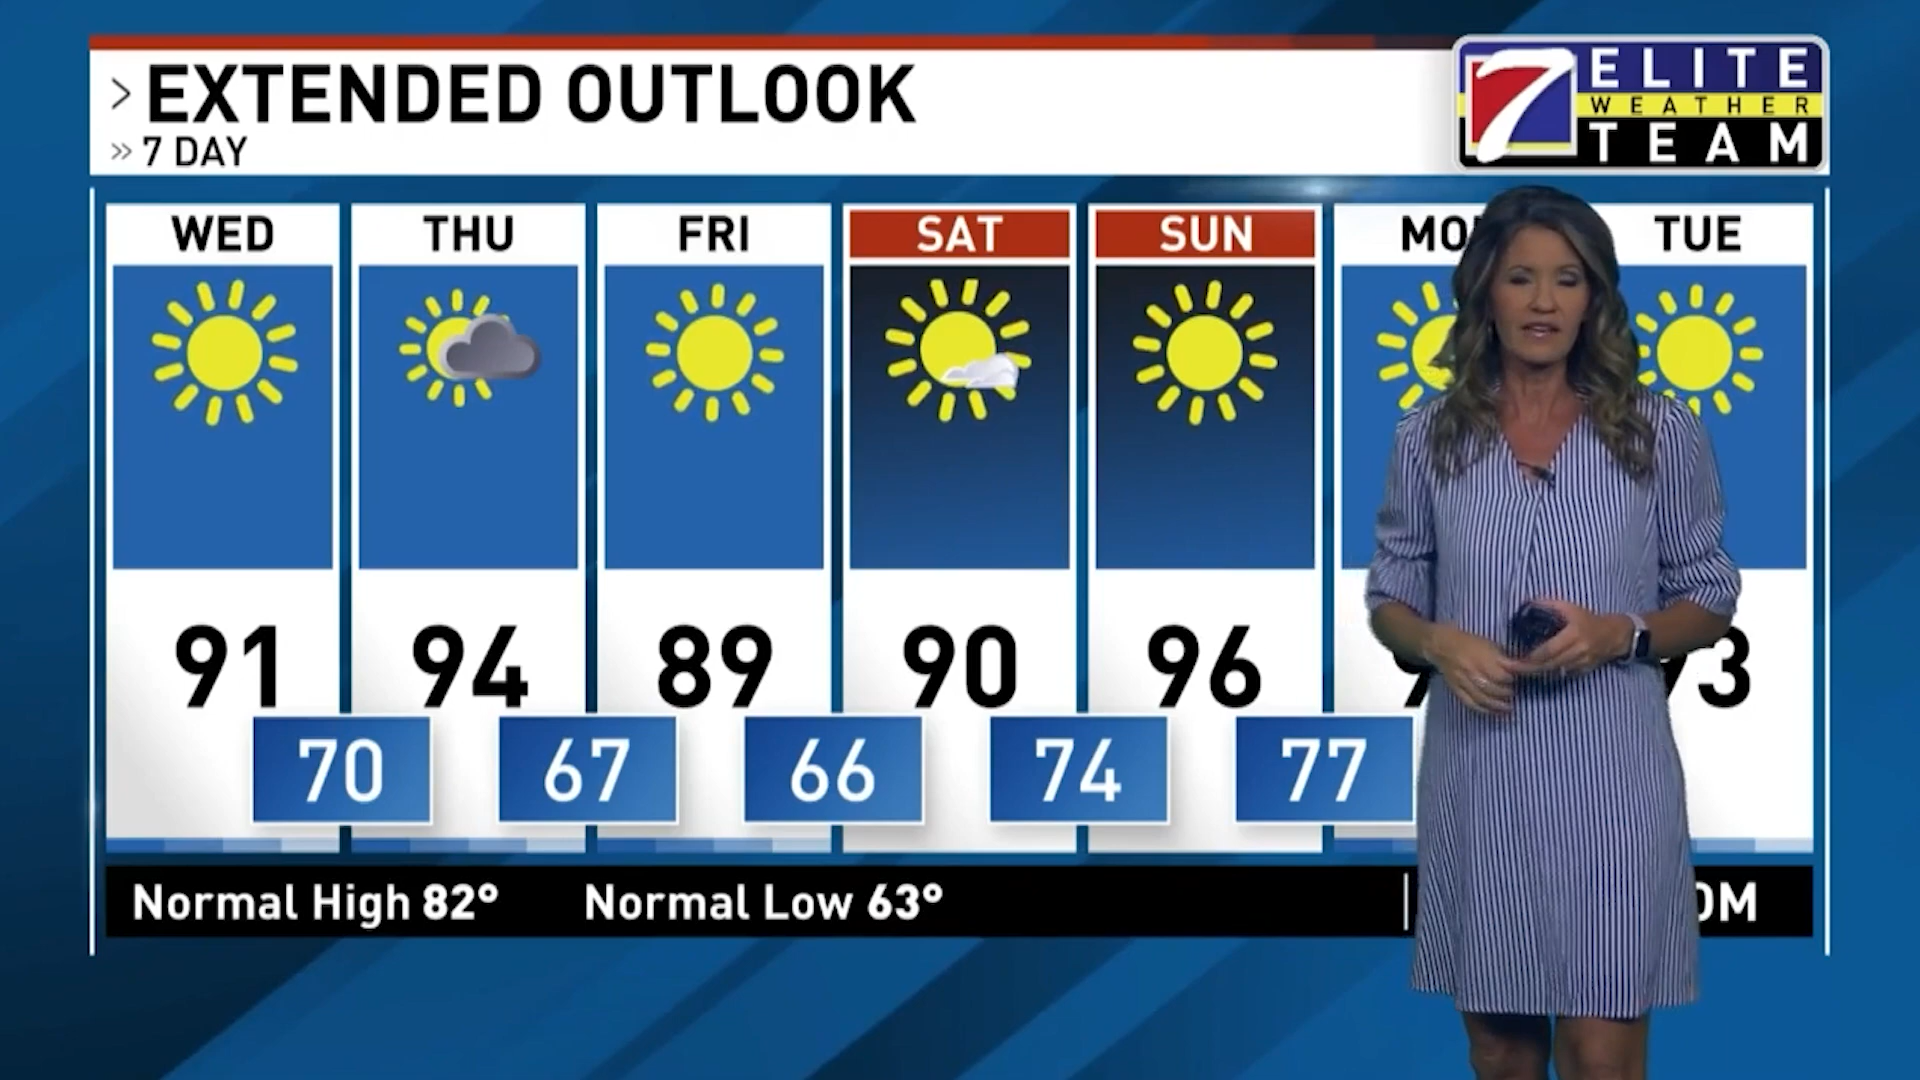 > EXTENDED OUTLOOK
» 7 DAY
7 ELITE
WEATHER
TEAM
WED THU FRI SAT SUN TUE
91 94 89 90 96
70 67 66 74 77
Normal High 82° Normal Low 63°